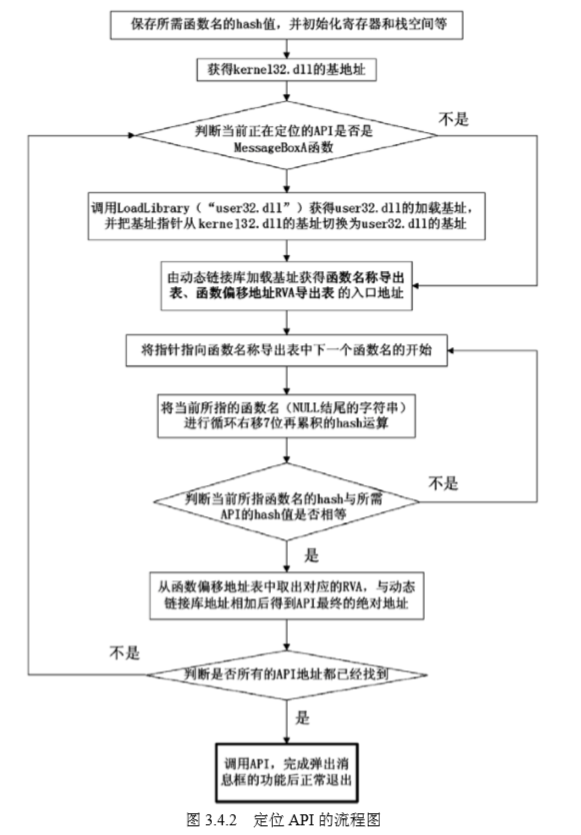 保存所需函数名的hash值，并初始化寄存器和栈空间等
获得kernel32.dll的基地址
不是
判断当前正在定位的API是否是
MessageBoxA函数
调用LoadLibrary（“user32.dll”）获得user32.dll的加载基址，
并把基址指针从kernel32.dll的基址切换为user32.dll的基址
由动态链接库加载基址获得函数名称导出
表、函数偏移地址RVA导出表 的入口地址
将指针指向函数名称导出表中下一个函数名的开始
将当前所指的函数名（NULL结尾的字符串）
进行循环右移7位再累积的hash运算
不是
判断当前所指函数名的hash与所需
API的hash值是否相等
是
从函数偏移地址表中取出对应的RVA，与动态
链接库地址相加后得到API最终的绝对地址
不是
判断是否所有的API地址都已经找到
是
调用API，完成弹出消
息框的功能后正常退出
图 3.4.2 定位 API 的流程图